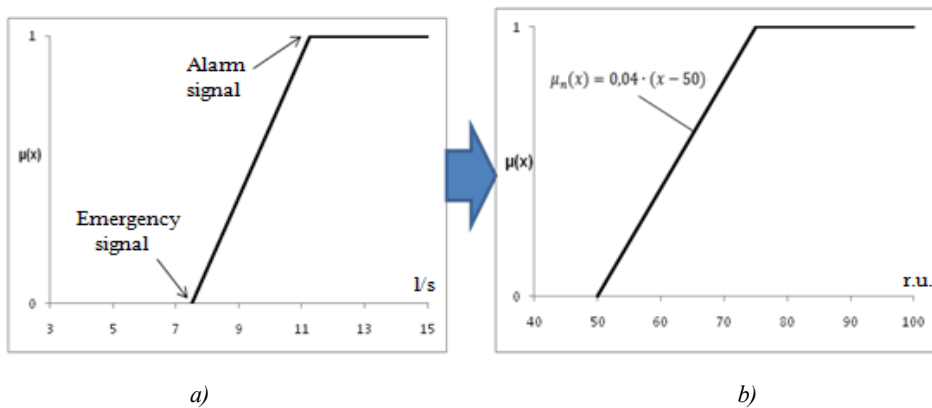 1
Alarm
signal
μ(x)
Emergency
signal
l/s
0
3 5 7 9 11 13 15
a)
1
μₙ(x) = 0,04 · (x − 50)
μ(x)
r.u.
0
40 50 60 70 80 90 100
b)